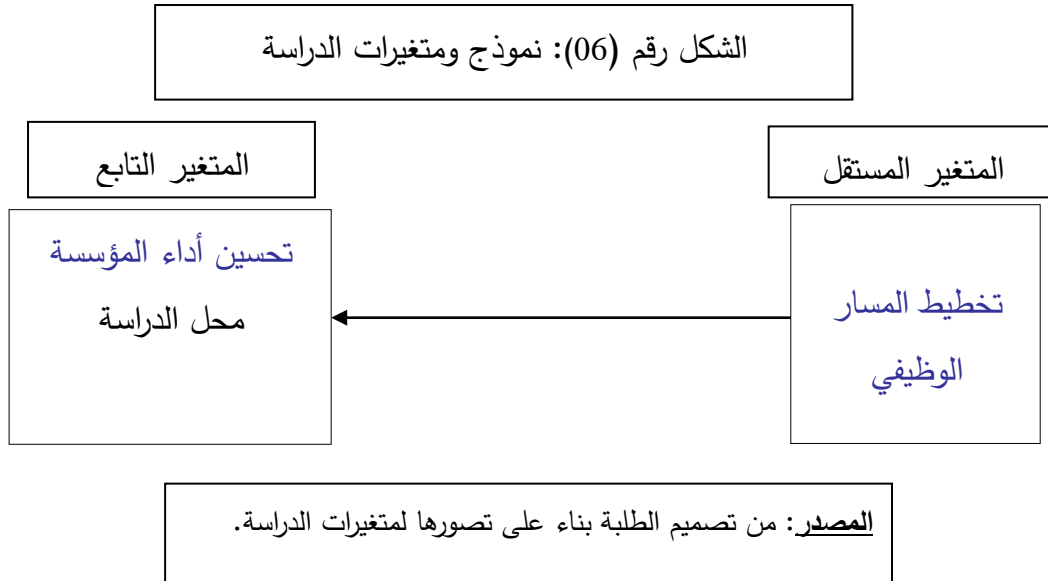 الشكل رقم (06): نموذج ومتغيرات الدراسة
المتغير المستقل
المتغير التابع
تخطيط المسار
الوظيفي
تحسين أداء المؤسسة
محل الدراسة
المصدر: من تصميم الطلبة بناء على تصورها لمتغيرات الدراسة.